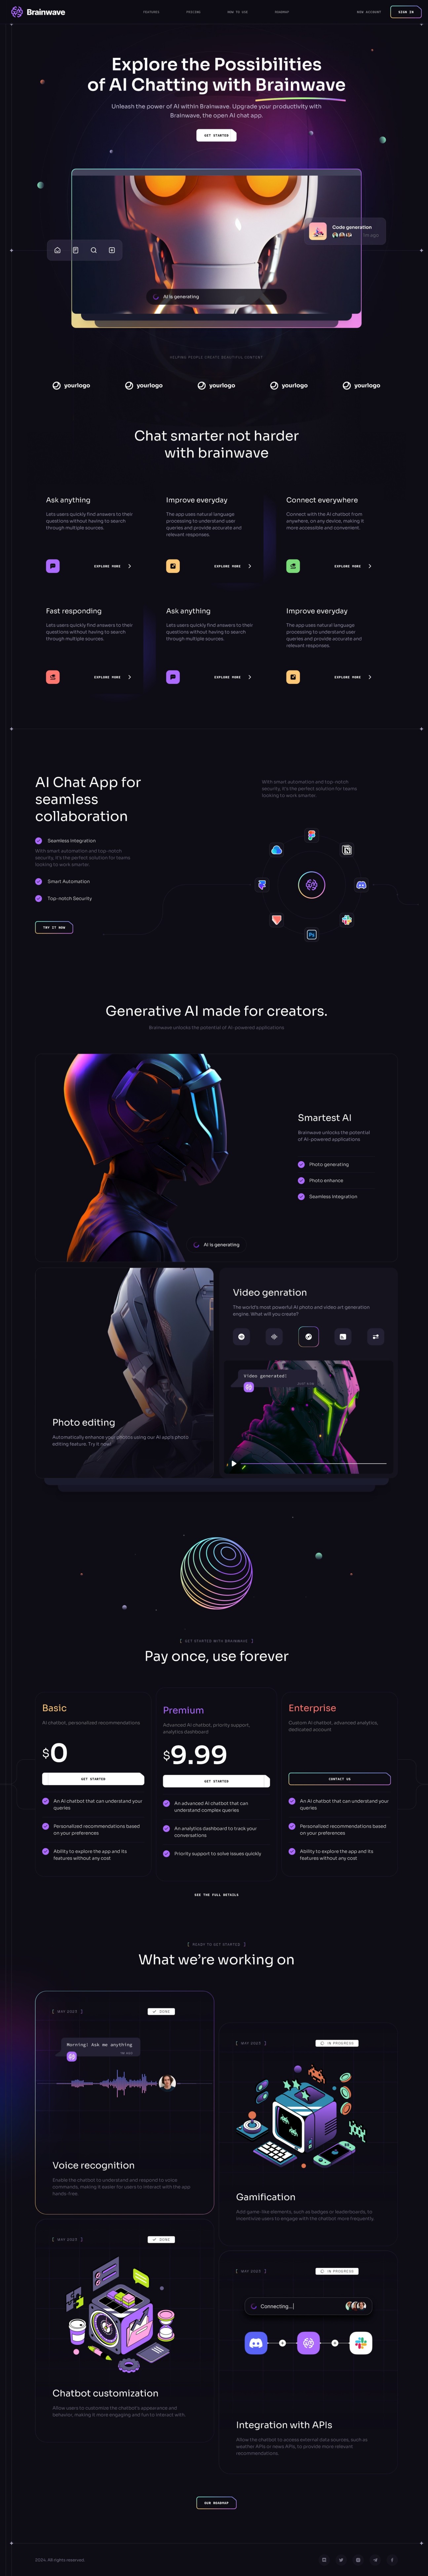 Brainwave
FEATURES
PRICING
HOW TO USE
ROADMAP
NEW ACCOUNT
SIGN IN
Explore the Possibilities
of AI Chatting with Brainwave
Unleash the power of AI within Brainwave. Upgrade your productivity with
Brainwave, the open AI chat app.
GET STARTED
Code generation
1m ago
AI is generating
HELPING PEOPLE CREATE BEAUTIFUL CONTENT
yourlogo
yourlogo
yourlogo
yourlogo
yourlogo
Chat smarter not harder
with brainwave
Ask anything
Lets users quickly find answers to their
questions without having to search
through multiple sources.
EXPLORE MORE
Improve everyday
The app uses natural language
processing to understand user
queries and provide accurate and
relevant responses.
EXPLORE MORE
Connect everywhere
Connect with the AI chatbot from
anywhere, on any device, making it
more accessible and convenient.
EXPLORE MORE
Fast responding
Lets users quickly find answers to their
questions without having to search
through multiple sources.
EXPLORE MORE
Ask anything
Lets users quickly find answers to their
questions without having to search
through multiple sources.
EXPLORE MORE
Improve everyday
The app uses natural language
processing to understand user
queries and provide accurate and
relevant responses.
EXPLORE MORE
AI Chat App for
seamless
collaboration
Seamless Integration
With smart automation and top-notch
security, it's the perfect solution for teams
looking to work smarter.
Smart Automation
Top-notch Security
TRY IT NOW
With smart automation and top-notch
security, it's the perfect solution for teams
looking to work smarter.
Ps
Generative AI made for creators.
Brainwave unlocks the potential of AI-powered applications
Smartest AI
Brainwave unlocks the potential
of AI-powered applications
Photo generating
Photo enhance
Seamless Integration
AI is generating
Photo editing
Automatically enhance your photos using our AI app's photo
editing feature. Try it now!
Video genration
The world's most powerful AI photo and video art generation
engine. What will you create?
Video generated!
JUST NOW
GET STARTED WITH BRAINWAVE
Pay once, use forever
Basic
AI chatbot, personalized recommendations
$0
GET STARTED
An AI chatbot that can understand your
queries
Personalized recommendations based
on your preferences
Ability to explore the app and its
features without any cost
Premium
Advanced AI chatbot, priority support,
analytics dashboard
$9.99
GET STARTED
An advanced AI chatbot that can
understand complex queries
An analytics dashboard to track your
conversations
Priority support to solve issues quickly
Enterprise
Custom AI chatbot, advanced analytics,
dedicated account
CONTACT US
An AI chatbot that can understand your
queries
Personalized recommendations based
on your preferences
Ability to explore the app and its
features without any cost
SEE THE FULL DETAILS
READY TO GET STARTED
What we're working on
MAY 2023
DONE
Morning! Ask me anything
Voice recognition
Enable the chatbot to understand and respond to voice
commands, making it easier for users to interact with the app
hands-free.
MAY 2023
IN PROGRESS
Gamification
Add game-like elements, such as badges or leaderboards, to
incentivize users to engage with the chatbot more frequently.
MAY 2023
DONE
Chatbot customization
Allow users to customize the chatbot's appearance and
behavior, making it more engaging and fun to interact with.
MAY 2023
IN PROGRESS
Connecting...|
Integration with APIs
Allow the chatbot to access external data sources, such as
weather APIs or news APIs, to provide more relevant
recommendations.
OUR ROADMAP
2024. All rights reserved.